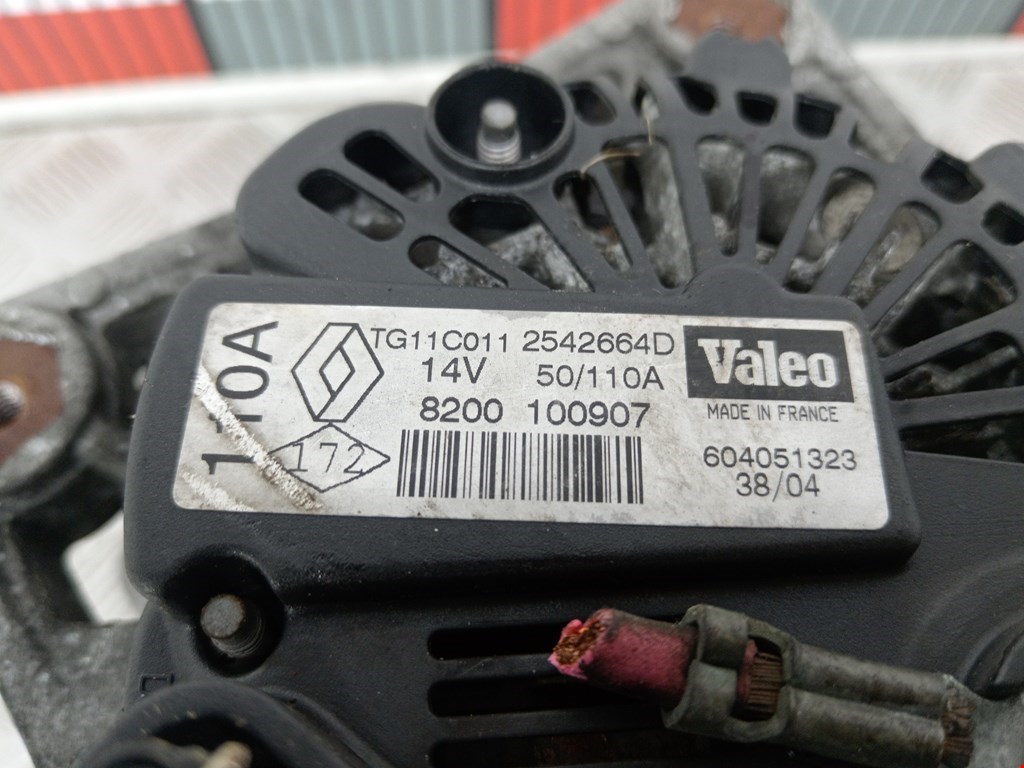 110A
TG11C011 2542664D
14V 50/110A
8200 100907
172
Valeo
MADE IN FRANCE
604051323
38/04